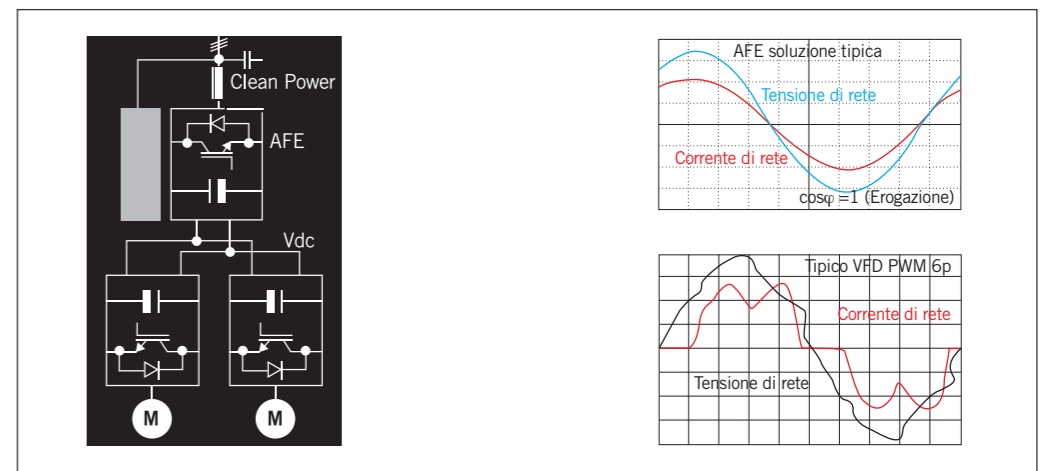 Clean Power
AFE
Vdc
M
M
AFE soluzione tipica
Tensione di rete
Corrente di rete
cosφ =1 (Erogazione)
Tipico VFD PWM 6p
Corrente di rete
Tensione di rete